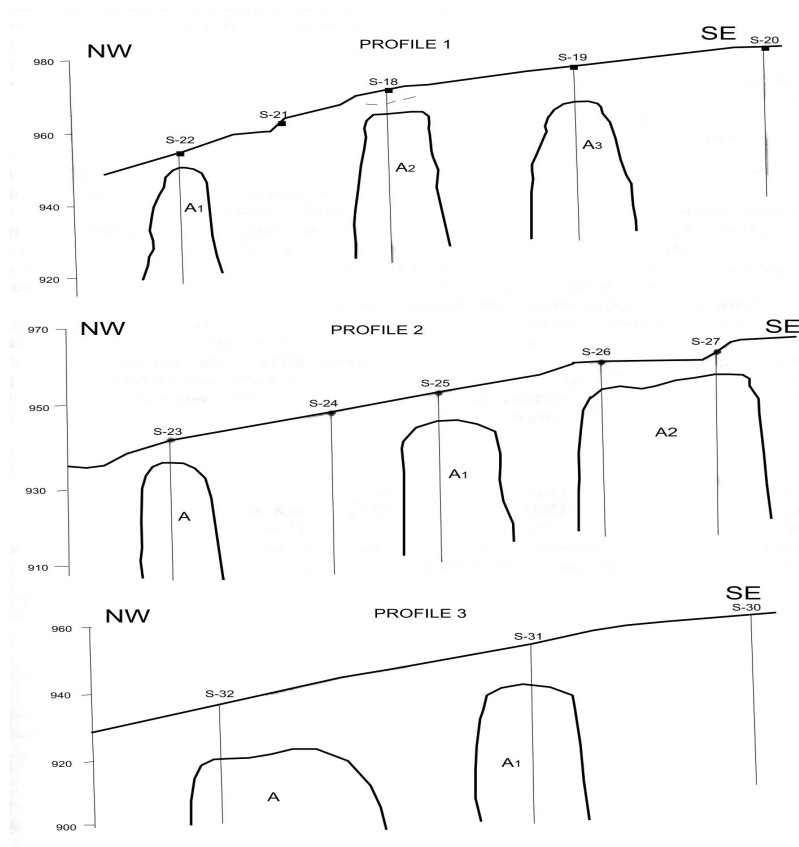 NW PROFILE 1 SE
S-20
S-19
980
S-18
S-21
960
S-22
A3
A2
A1
940
920
NW PROFILE 2 SE
970
S-27
S-26
S-25
S-24
950
S-23
A2
A1
930
A
910
NW PROFILE 3 SE
S-30
960
S-31
S-32
940
920
A1
A
900